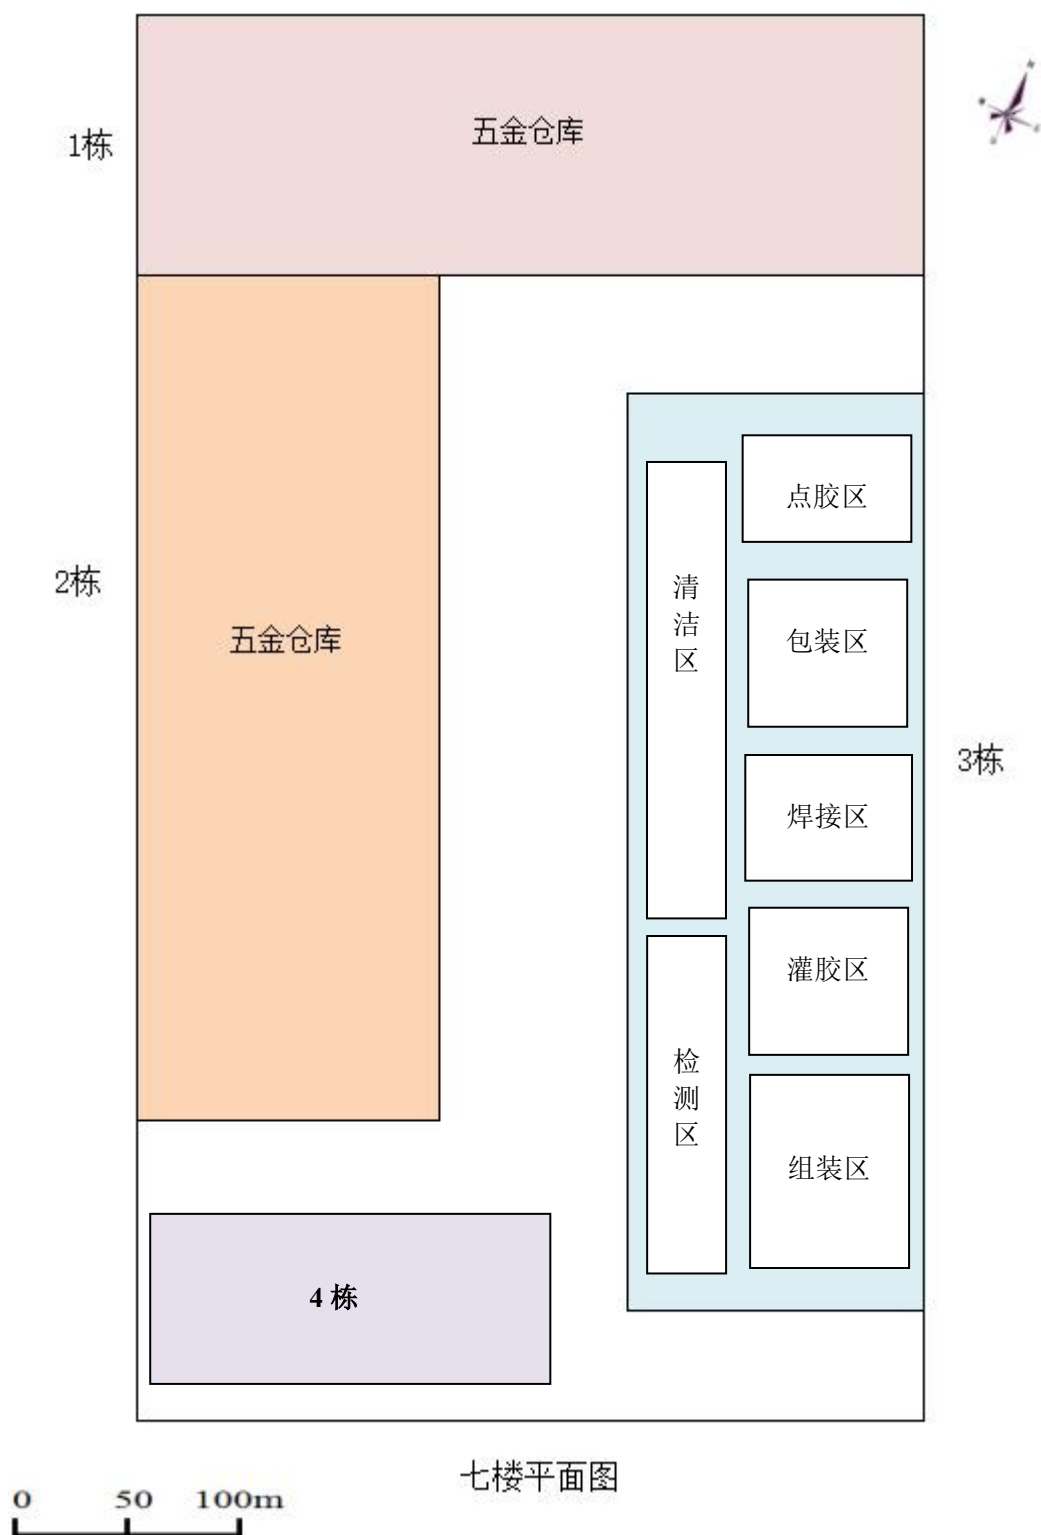 五金仓库
1栋
点胶区
清洁区
2栋
五金仓库
包装区
3栋
焊接区
灌胶区
检测区
组装区
4 栋
七楼平面图
0 50 100m